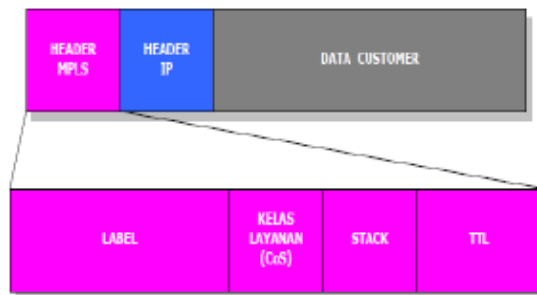 HEADER
MPLS
HEADER
IP
DATA CUSTOMER
LABEL
KELAS
LAYANAN
(CoS)
STACK
TTL